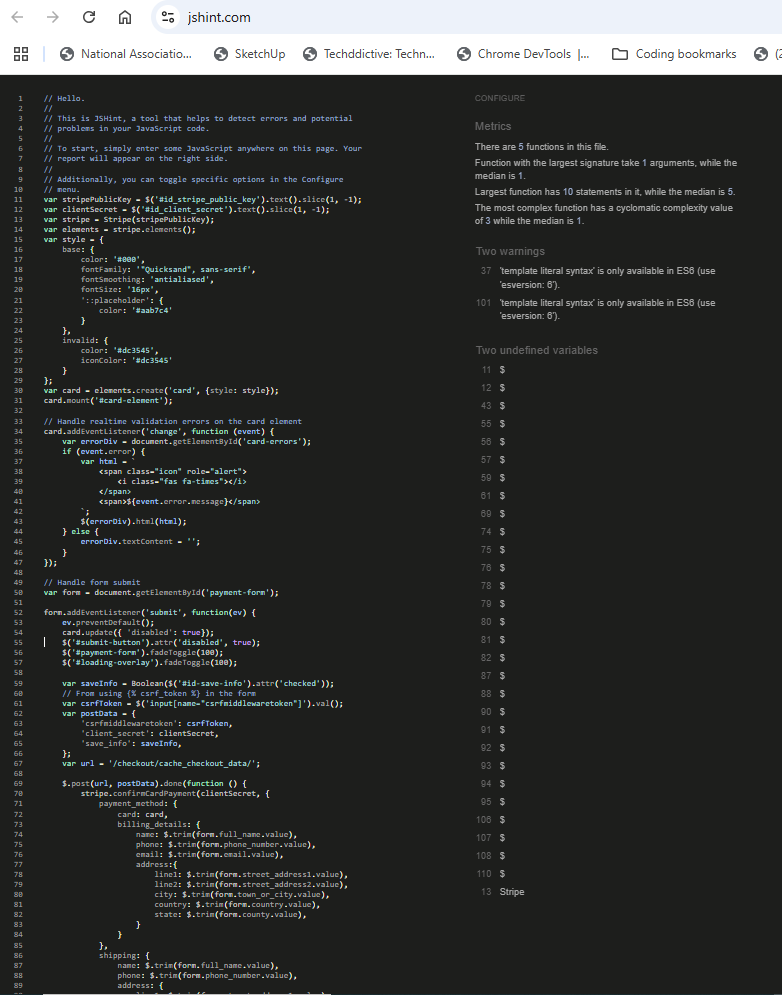 jshint.com
National Associatio... SketchUp Techddictive: Techn... Chrome DevTools |... Coding bookmarks (2
1 // Hello.
2 //
3 // This is JSHint, a tool that helps to detect errors and potential
4 // problems in your JavaScript code.
5 //
6 // To start, simply enter some JavaScript anywhere on this page. Your
7 // report will appear on the right side.
8 //
9 // Additionally, you can toggle specific options in the Configure
10 // menu.
11 var stripePublicKey = $('#id_stripe_public_key').text().slice(1, -1);
12 var clientSecret = $('#id_client_secret').text().slice(1, -1);
13 var stripe = Stripe(stripePublicKey);
14 var elements = stripe.elements();
15 var style = {
16 base: {
17 color: '#000',
18 fontFamily: '"Quicksand", sans-serif',
19 fontSmoothing: 'antialiased',
20 fontSize: '16px',
21 '::placeholder': {
22 color: '#aab7c4'
23 }
24 },
25 invalid: {
26 color: '#dc3545',
27 iconColor: '#dc3545'
28 }
29 };
30 var card = elements.create('card', {style: style});
31 card.mount('#card-element');
32
33 // Handle realtime validation errors on the card element
34 card.addEventListener('change', function (event) {
35 var errorDiv = document.getElementById('card-errors');
36 if (event.error) {
37 var html = `
38 <span class="icon" role="alert">
39 <i class="fas fa-times"></i>
40 </span>
41 <span>${event.error.message}</span>
42 `;
43 $(errorDiv).html(html);
44 } else {
45 errorDiv.textContent = '';
46 }
47 });
48
49 // Handle form submit
50 var form = document.getElementById('payment-form');
51
52 form.addEventListener('submit', function(ev) {
53 ev.preventDefault();
54 card.update({ 'disabled': true});
55 $('#submit-button').attr('disabled', true);
56 $('#payment-form').fadeToggle(100);
57 $('#loading-overlay').fadeToggle(100);
58
59 var saveInfo = Boolean($('#id-save-info').attr('checked'));
60 // From using {% csrf_token %} in the form
61 var csrfToken = $('input[name="csrfmiddlewaretoken"]').val();
62 var postData = {
63 'csrfmiddlewaretoken': csrfToken,
64 'client_secret': clientSecret,
65 'save_info': saveInfo,
66 };
67 var url = '/checkout/cache_checkout_data/';
68
69 $.post(url, postData).done(function () {
70 stripe.confirmCardPayment(clientSecret, {
71 payment_method: {
72 card: card,
73 billing_details: {
74 name: $.trim(form.full_name.value),
75 phone: $.trim(form.phone_number.value),
76 email: $.trim(form.email.value),
77 address:{
78 line1: $.trim(form.street_address1.value),
79 line2: $.trim(form.street_address2.value),
80 city: $.trim(form.town_or_city.value),
81 country: $.trim(form.country.value),
82 state: $.trim(form.county.value),
83 }
84 }
85 },
86 shipping: {
87 name: $.trim(form.full_name.value),
88 phone: $.trim(form.phone_number.value),
89 address: {
CONFIGURE
Metrics
There are 5 functions in this file.
Function with the largest signature take 1 arguments, while the
median is 1.
Largest function has 10 statements in it, while the median is 5.
The most complex function has a cyclomatic complexity value
of 3 while the median is 1.
Two warnings
37 'template literal syntax' is only available in ES6 (use
'esversion: 6').
101 'template literal syntax' is only available in ES6 (use
'esversion: 6').
Two undefined variables
11 $
12 $
43 $
55 $
56 $
57 $
59 $
61 $
69 $
74 $
75 $
76 $
78 $
79 $
80 $
81 $
82 $
87 $
88 $
90 $
91 $
92 $
93 $
94 $
95 $
106 $
107 $
108 $
110 $
13 Stripe